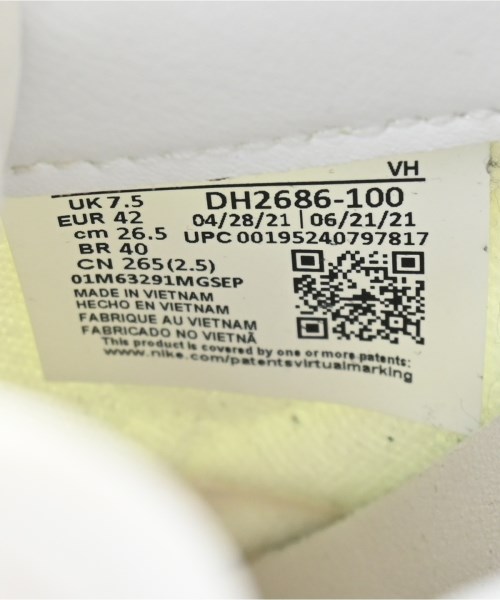 VH
UK 7.5 DH2686-100
EUR 42 04/28/21 | 06/21/21
cm 26.5 UPC 00195240797817
BR 40
CN 265(2.5)
01M63291MGSEP
MADE IN VIETNAM
HECHO EN VIETNAM
FABRIQUE AU VIETNAM
FABRICADO NO VIETNÃ
This product is covered by one or more patents:
www.nike.com/patentsvirtualmarking